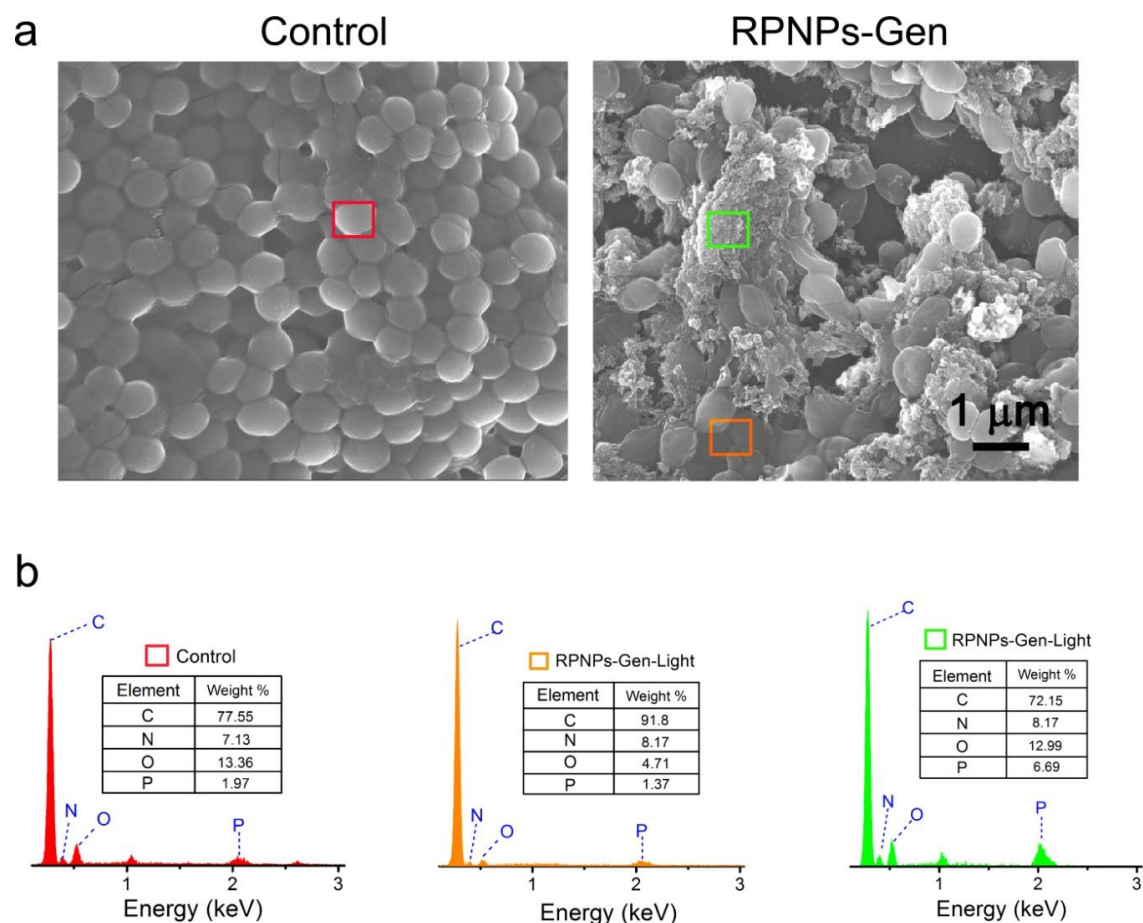 a
Control
RPNPs-Gen
1 μm
b
C
Control
Element Weight %
C 77.55
N 7.13
O 13.36
P 1.97
N
O
P
1 2 3
Energy (keV)
C
RPNPs-Gen-Light
Element Weight %
C 91.8
N 8.17
O 4.71
P 1.37
N
O
P
1 2 3
Energy (keV)
C
RPNPs-Gen-Light
Element Weight %
C 72.15
N 8.17
O 12.99
P 6.69
N
O
P
1 2 3
Energy (keV)